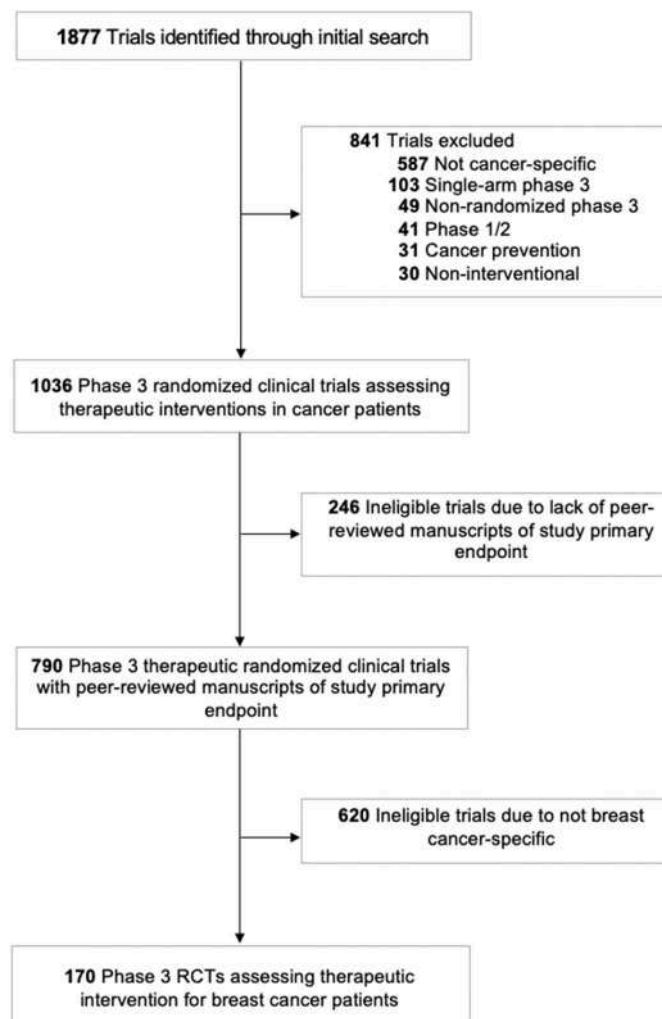 1877 Trials identified through initial search
841 Trials excluded
587 Not cancer-specific
103 Single-arm phase 3
49 Non-randomized phase 3
41 Phase 1/2
31 Cancer prevention
30 Non-interventional
1036 Phase 3 randomized clinical trials assessing
therapeutic interventions in cancer patients
246 Ineligible trials due to lack of peer-
reviewed manuscripts of study primary
endpoint
790 Phase 3 therapeutic randomized clinical trials
with peer-reviewed manuscripts of study primary
endpoint
620 Ineligible trials due to not breast
cancer-specific
170 Phase 3 RCTs assessing therapeutic
intervention for breast cancer patients